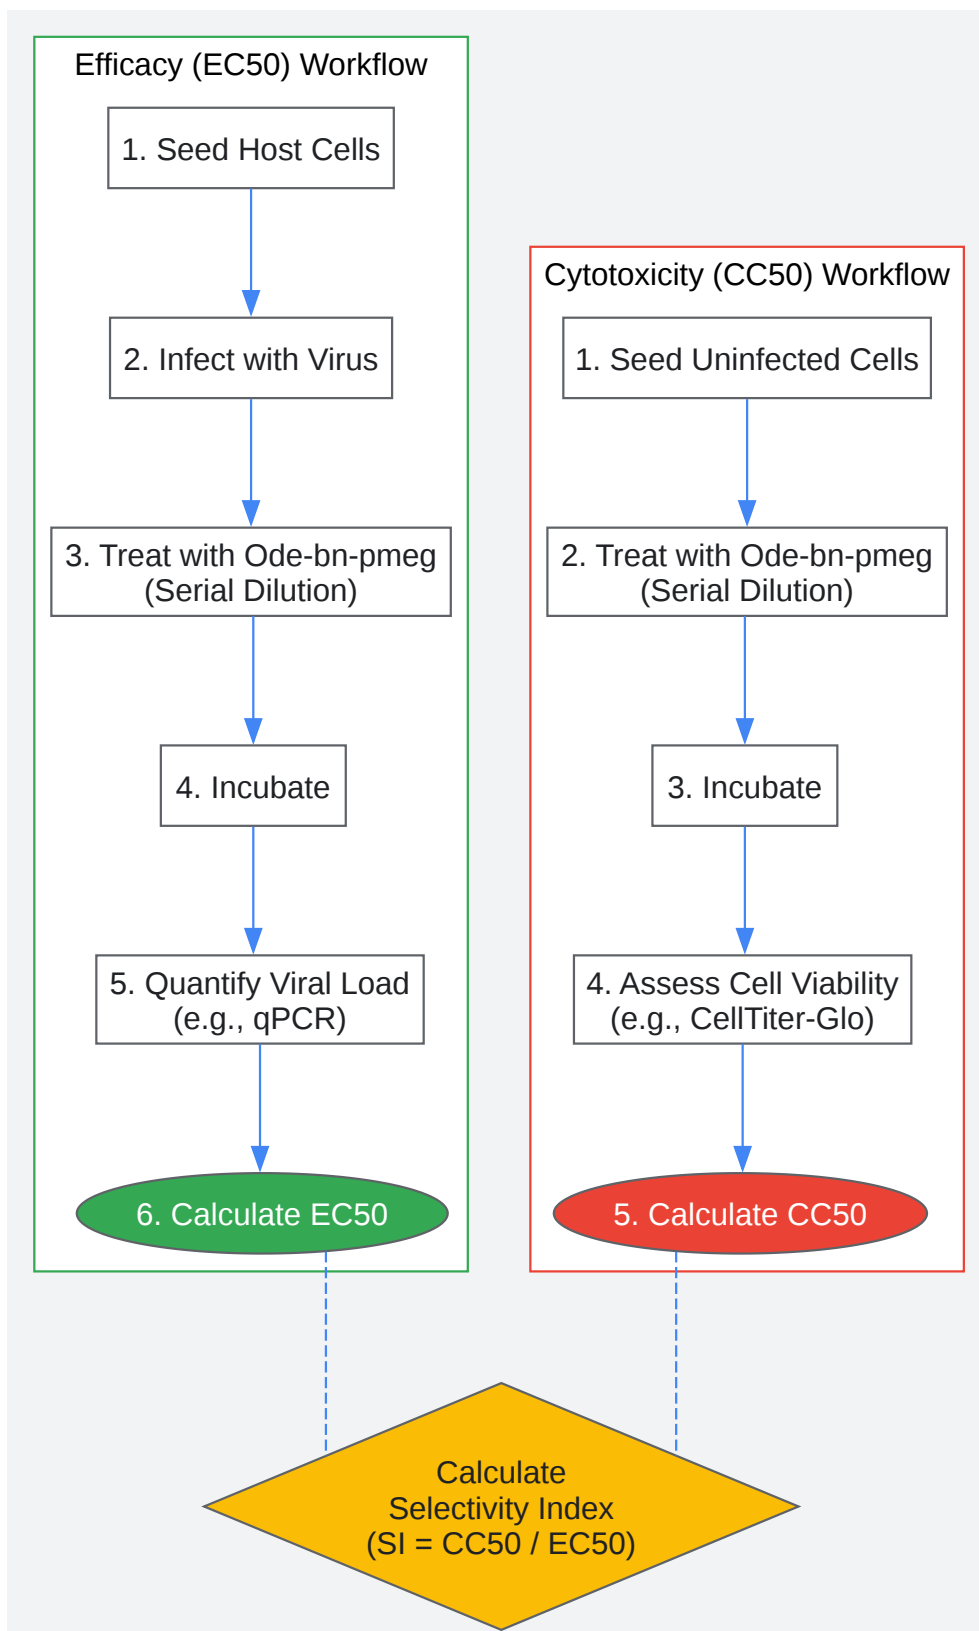 Efficacy (EC50) Workflow
1. Seed Host Cells
2. Infect with Virus
3. Treat with Ode-bn-pmeg
(Serial Dilution)
4. Incubate
5. Quantify Viral Load
(e.g., qPCR)
6. Calculate EC50
Cytotoxicity (CC50) Workflow
1. Seed Uninfected Cells
2. Treat with Ode-bn-pmeg
(Serial Dilution)
3. Incubate
4. Assess Cell Viability
(e.g., CellTiter-Glo)
5. Calculate CC50
Calculate
Selectivity Index
(SI = CC50 / EC50)